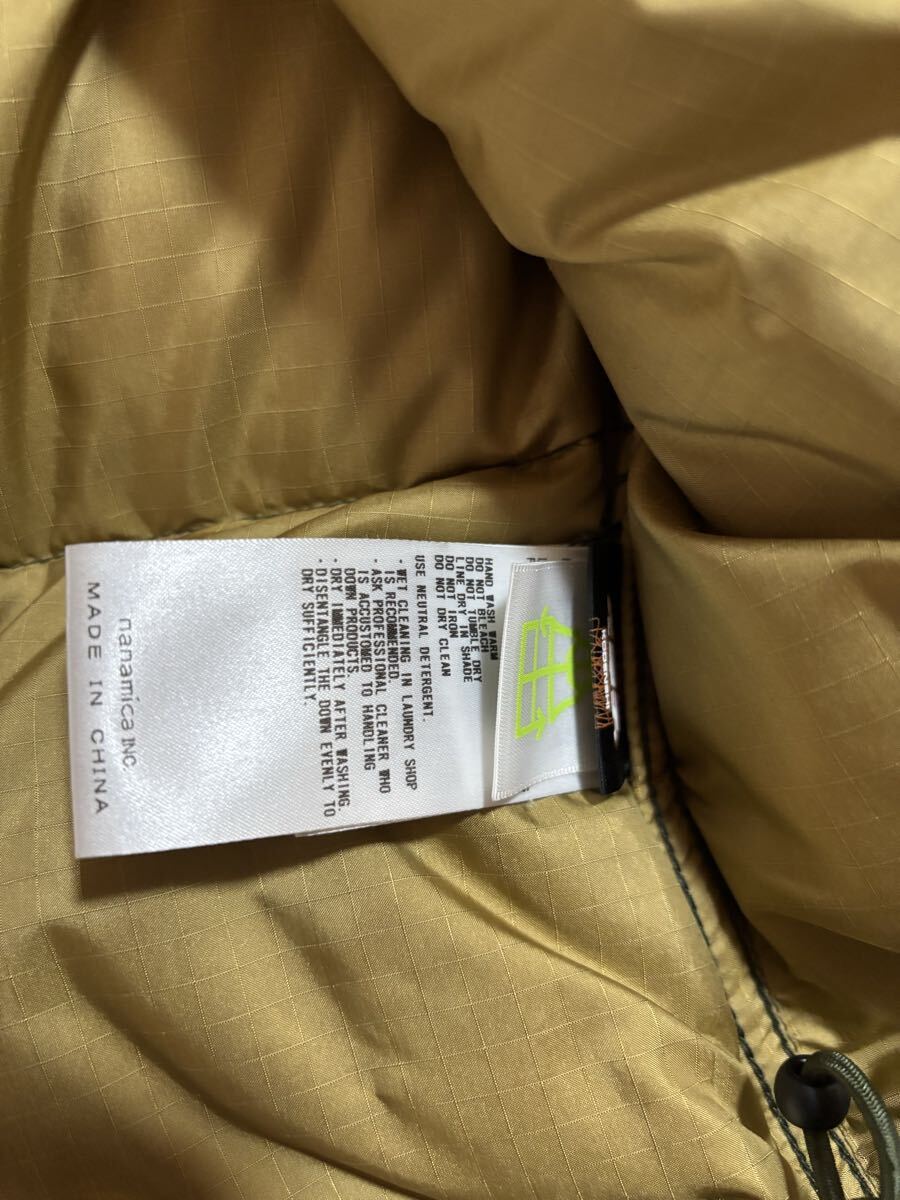 HAND WASH WARM
DO NOT BLEACH
DO NOT TUMBLE DRY
LINE DRY IN SHADE
DO NOT IRON
DO NOT DRY CLEAN
USE NEUTRAL DETERGENT.
・WET CLEANING IN LAUNDRY SHOP
IS RECOMMENDED.
・ASK PROFESSIONAL CLEANER WHO
IS ACCUSTOMED TO HANDLING
DOWN PRODUCTS.
・DRY IMMEDIATELY AFTER WASHING.
・DISENTANGLE THE DOWN EVENLY TO
DRY SUFFICIENTLY.
nanamica INC.
MADE IN CHINA